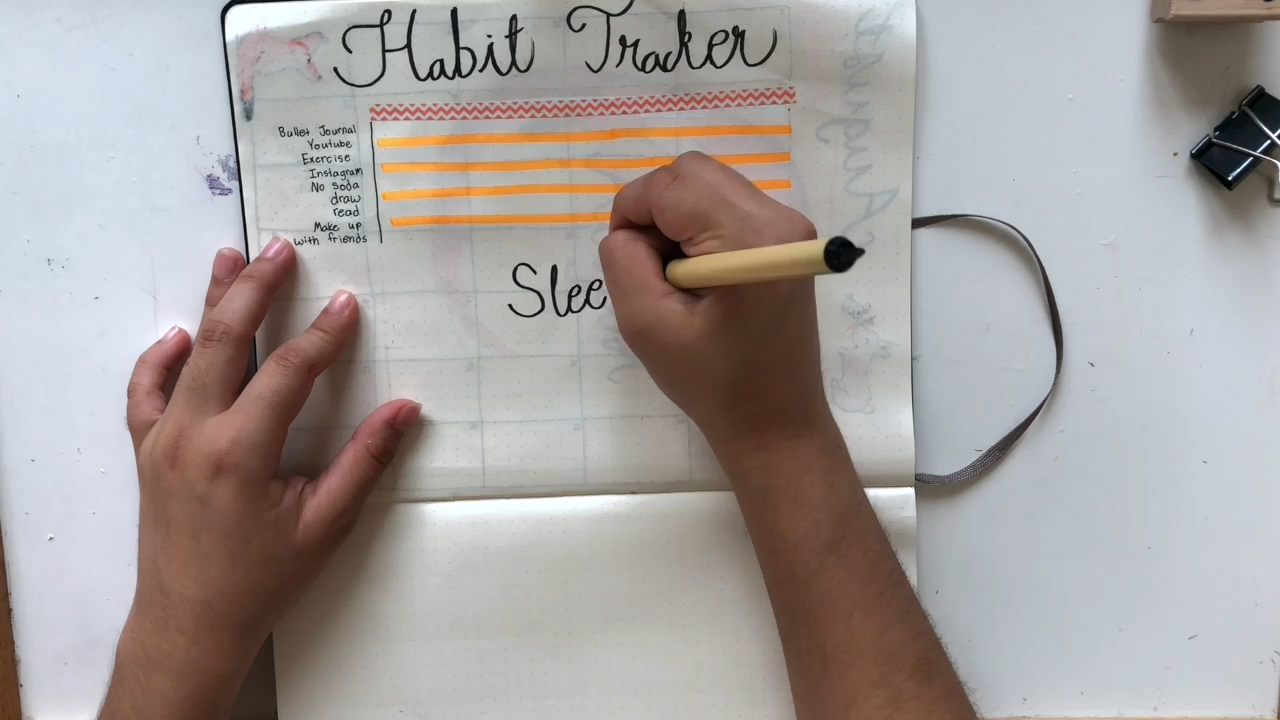 Habit Tracker
Bullet Journal
Youtube
Exercise
Instagram
No soda
draw
read
Make up
with friends
Slee